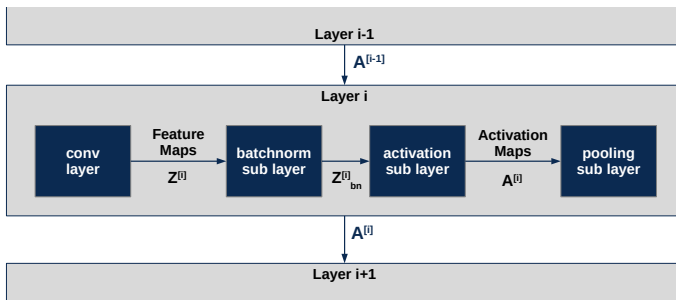 Layer i-1
A[i-1]
Layer i
conv
layer
Feature
Maps
Z[i]
batchnorm
sub layer
Z[i]bn
activation
sub layer
Activation
Maps
A[i]
pooling
sub layer
A[i]
Layer i+1